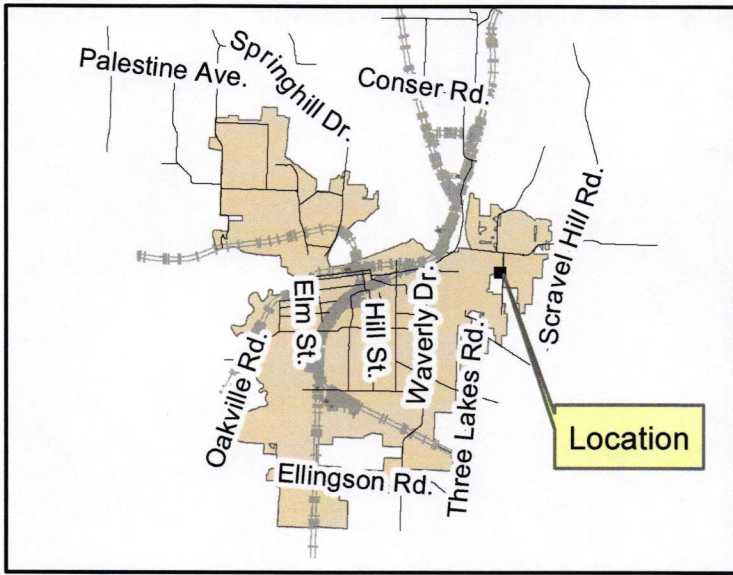 Palestine Ave.
Springhill Dr.
Conser Rd.
Scravel Hill Rd.
Elm St.
Hill St.
Waverly Dr.
Oakville Rd.
Three Lakes Rd.
Location
Ellingson Rd.